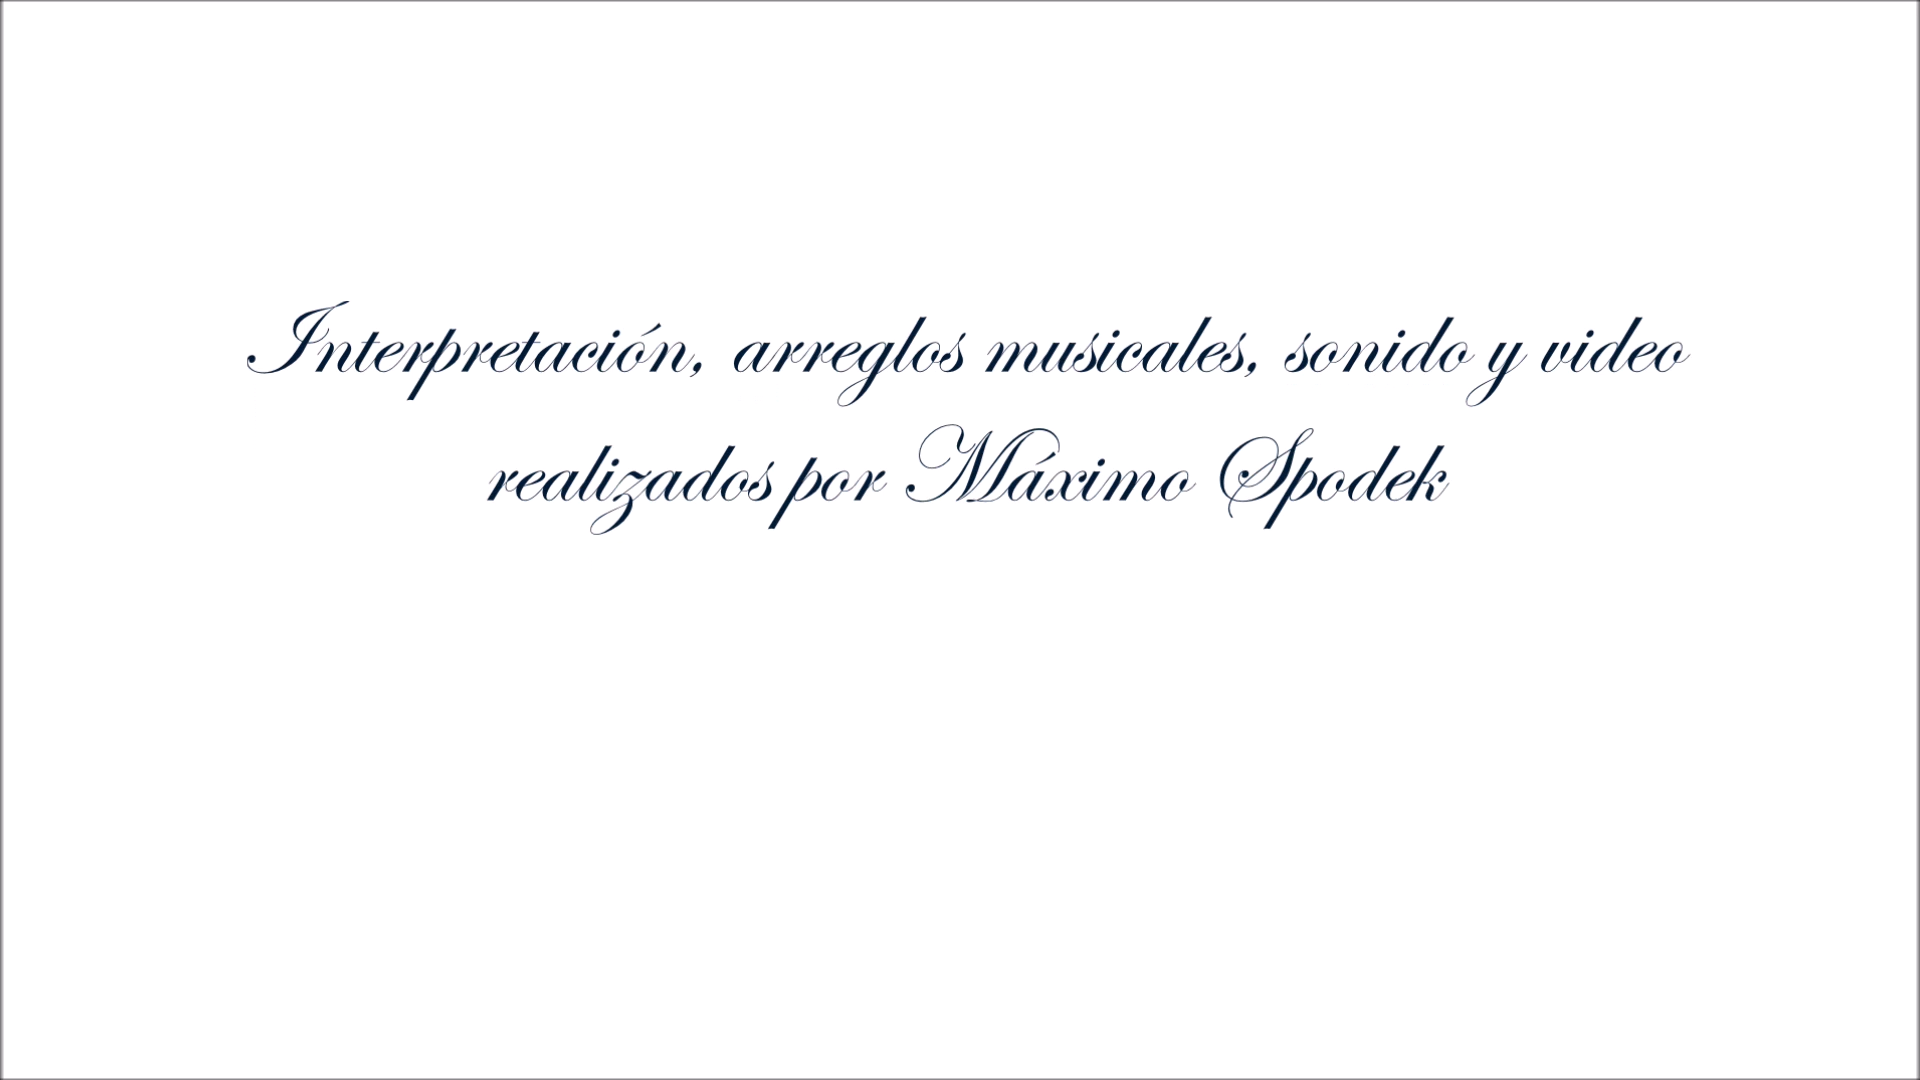 Interpretación, arreglos musicales, sonido y video
realizados por Máximo Spodek